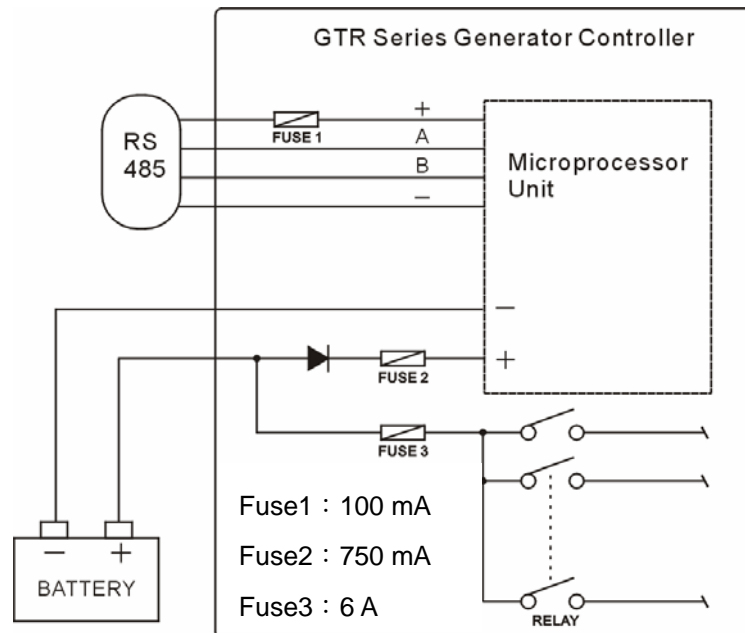 GTR Series Generator Controller
+
FUSE 1
A
RS
485
B
Microprocessor
Unit
−
−
+
FUSE 2
FUSE 3
Fuse1：100 mA
− +
Fuse2：750 mA
BATTERY
Fuse3：6 A
RELAY